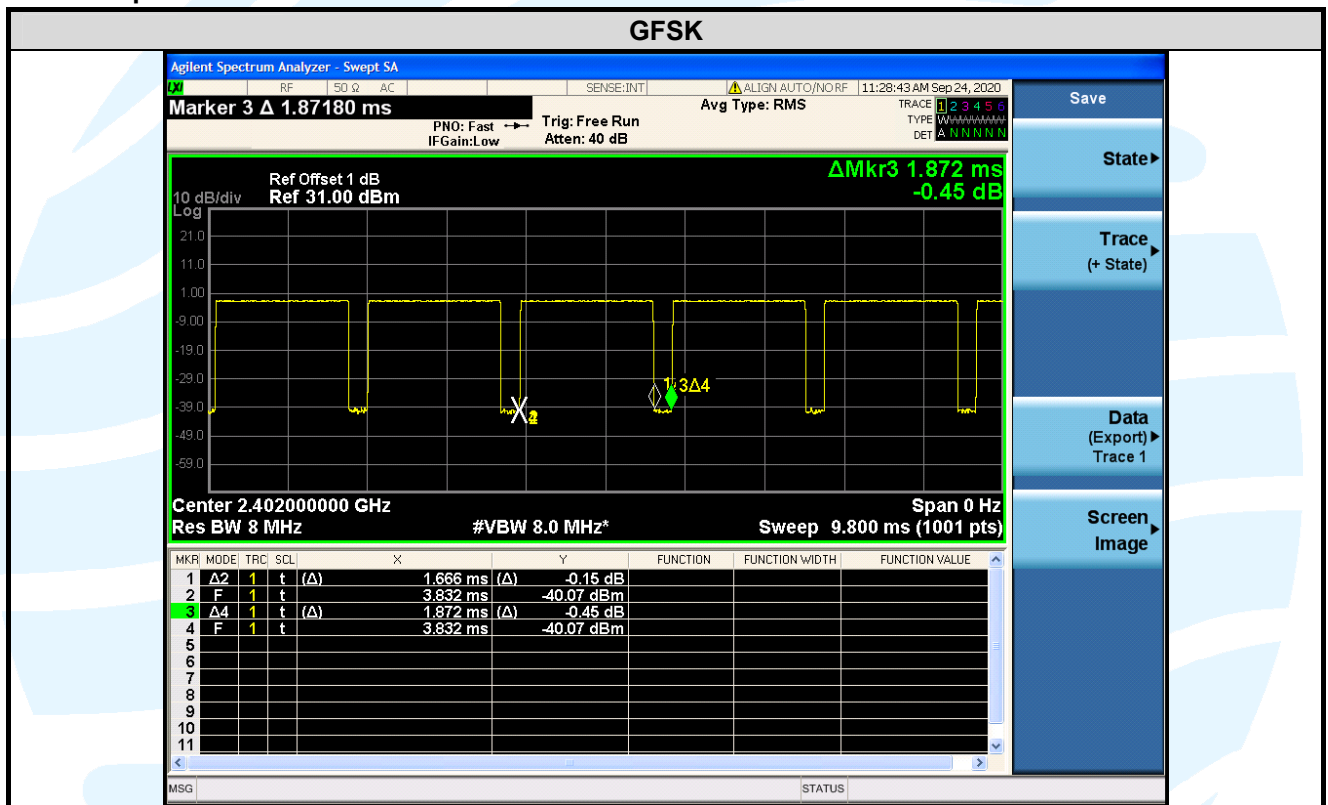 GFSK
Agilent Spectrum Analyzer - Swept SA
LXI RF 50 Ω AC SENSE:INT ALIGN AUTO/NO RF 11:28:43 AM Sep 24, 2020
Marker 3 Δ 1.87180 ms
PNO: Fast
IFGain:Low
Trig: Free Run
Atten: 40 dB
Avg Type: RMS
TRACE 1 2 3 4 5 6
TYPE
DET A N N N N N
Save
State
Trace
(+ State)
Data
(Export)
Trace 1
Screen
Image
ΔMkr3 1.872 ms
-0.45 dB
Ref Offset 1 dB
10 dB/div Ref 31.00 dBm
Log
21.0
11.0
1.00
-9.00
-19.0
-29.0
-39.0
-49.0
-59.0
3Δ4
Center 2.402000000 GHz Span 0 Hz
Res BW 8 MHz #VBW 8.0 MHz* Sweep 9.800 ms (1001 pts)
MKR MODE TRC SCL X Y FUNCTION FUNCTION WIDTH FUNCTION VALUE
1 Δ2 1 t (Δ) 1.666 ms (Δ) -0.15 dB
2 F 1 t 3.832 ms -40.07 dBm
3 Δ4 1 t (Δ) 1.872 ms (Δ) -0.45 dB
4 F 1 t 3.832 ms -40.07 dBm
5
6
7
8
9
10
11
MSG STATUS